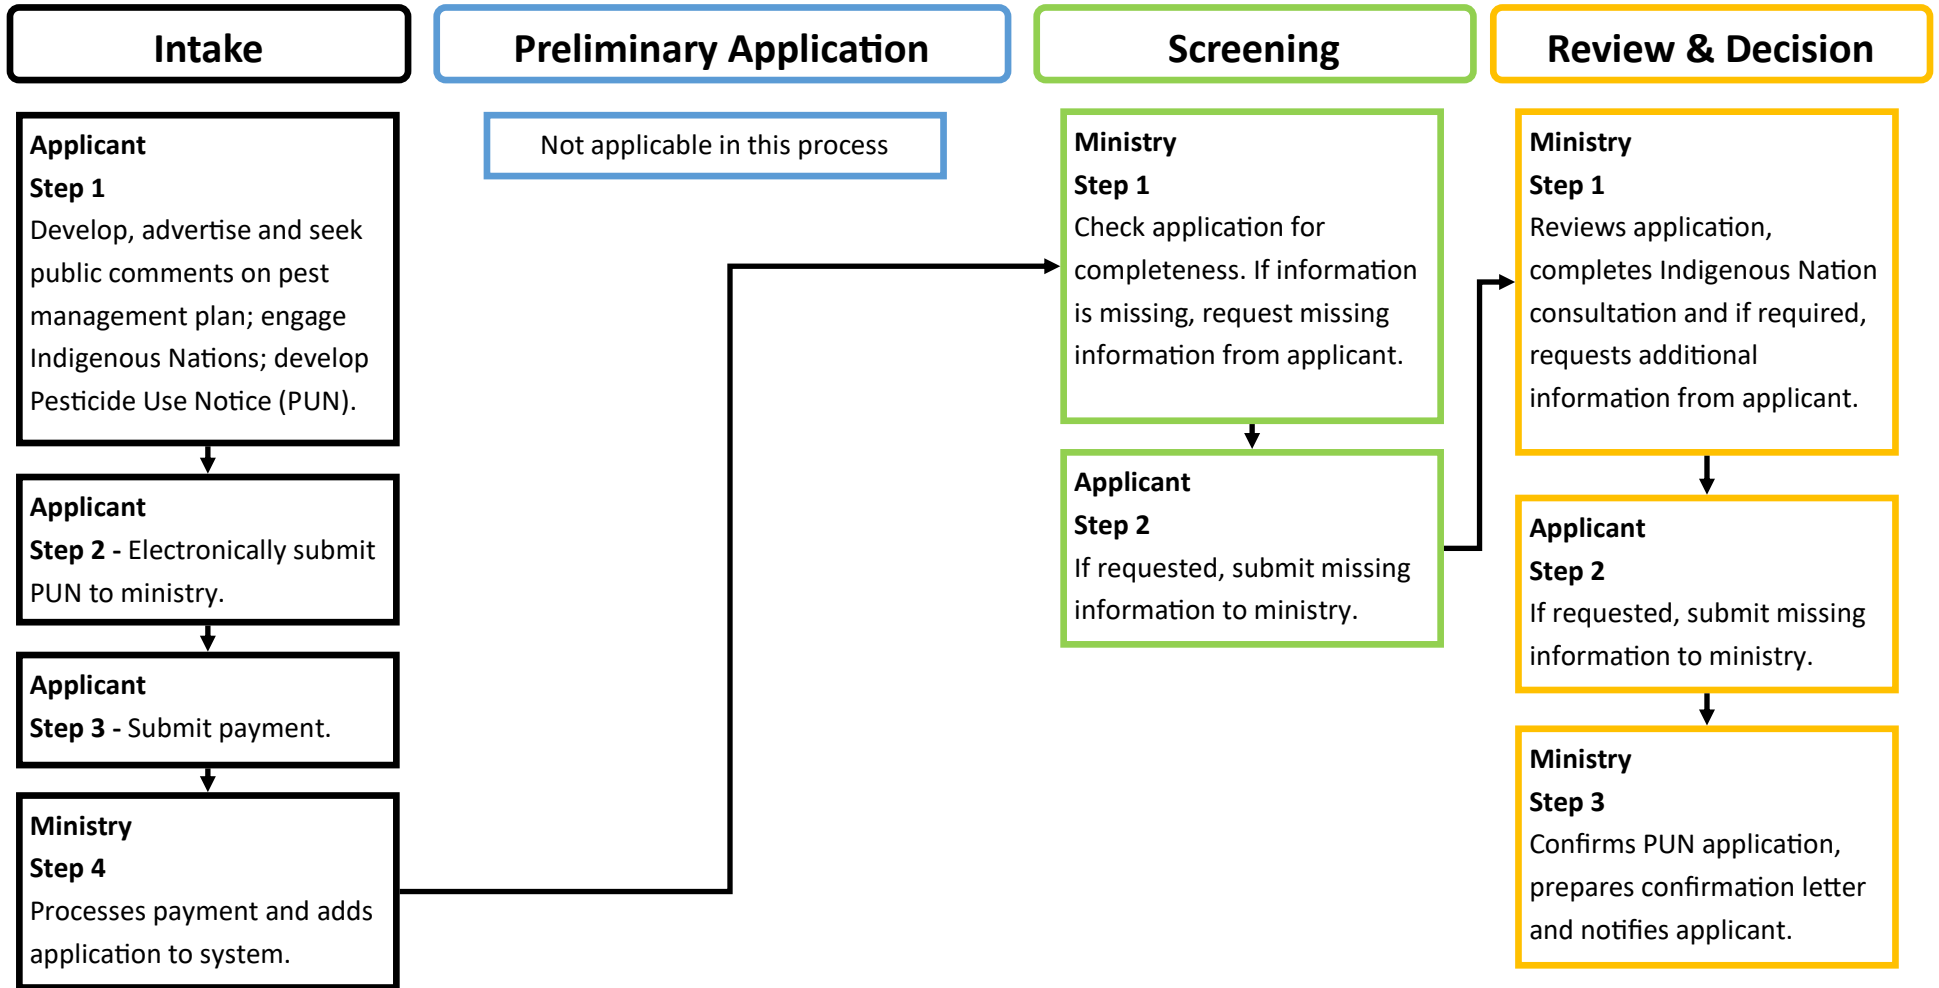 Intake
Preliminary Application
Screening
Review & Decision
Applicant
Step 1
Develop, advertise and seek
public comments on pest
management plan; engage
Indigenous Nations; develop
Pesticide Use Notice (PUN).
Applicant
Step 2 - Electronically submit
PUN to ministry.
Applicant
Step 3 - Submit payment.
Ministry
Step 4
Processes payment and adds
application to system.
Not applicable in this process
Ministry
Step 1
Check application for
completeness. If information
is missing, request missing
information from applicant.
Applicant
Step 2
If requested, submit missing
information to ministry.
Ministry
Step 1
Reviews application,
completes Indigenous Nation
consultation and if required,
requests additional
information from applicant.
Applicant
Step 2
If requested, submit missing
information to ministry.
Ministry
Step 3
Confirms PUN application,
prepares confirmation letter
and notifies applicant.